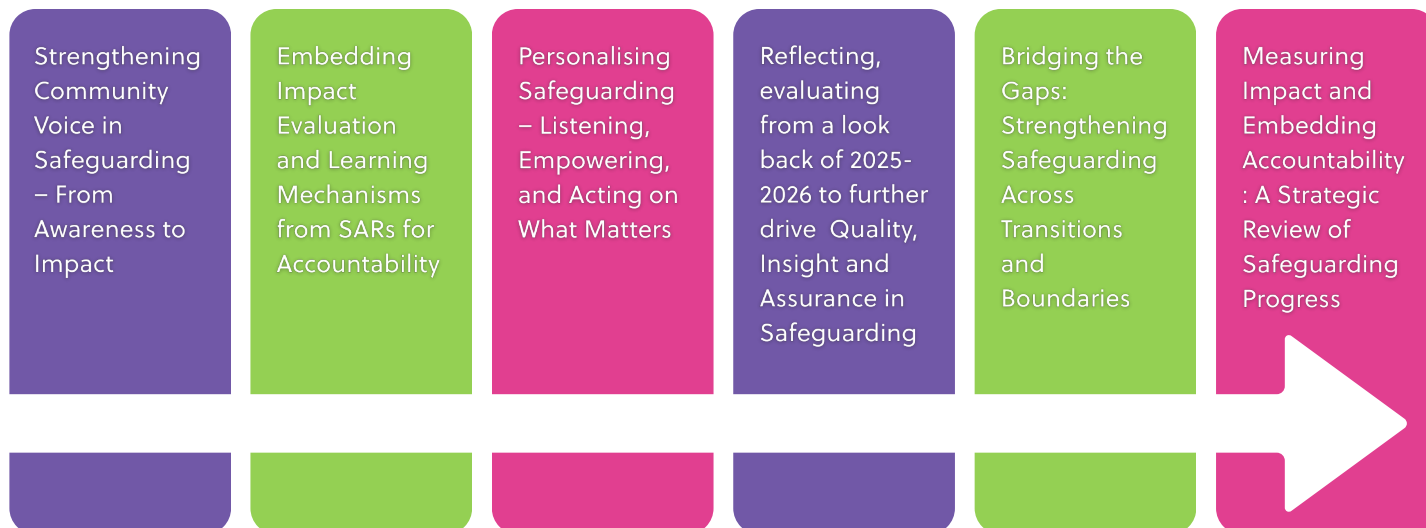 Strengthening
Community
Voice in
Safeguarding
– From
Awareness to
Impact
Embedding
Impact
Evaluation
and Learning
Mechanisms
from SARs for
Accountability
Personalising
Safeguarding
– Listening,
Empowering,
and Acting on
What Matters
Reflecting,
evaluating
from a look
back of 2025-
2026 to further
drive  Quality,
Insight and
Assurance in
Safeguarding
Bridging the
Gaps:
Strengthening
Safeguarding
Across
Transitions
and
Boundaries
Measuring
Impact and
Embedding
Accountability
: A Strategic
Review of
Safeguarding
Progress